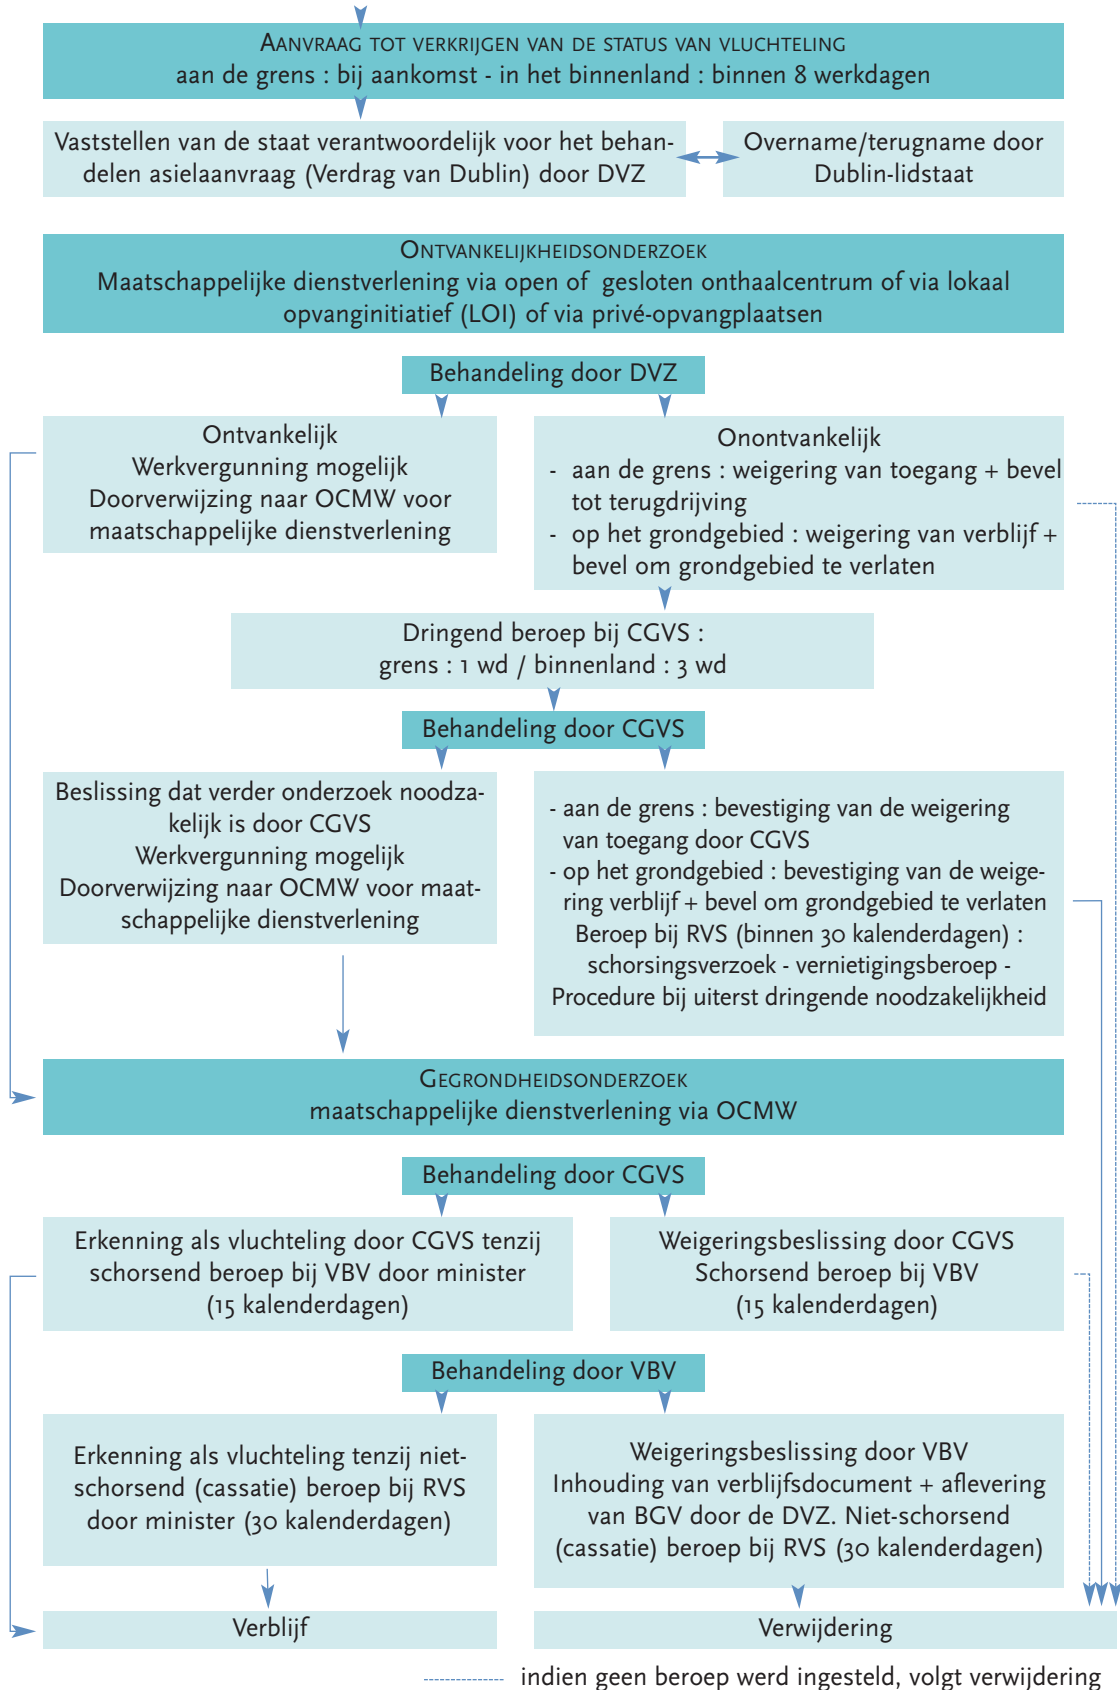 AANVRAAG TOT VERKRIJGEN VAN DE STATUS VAN VLUCHTELING
aan de grens : bij aankomst - in het binnenland : binnen 8 werkdagen
Vaststellen van de staat verantwoordelijk voor het behan-
delen asielaanvraag (Verdrag van Dublin) door DVZ
Overname/terugname door
Dublin-lidstaat
ONTVANKELIJKHEIDSONDERZOEK
Maatschappelijke dienstverlening via open of gesloten onthaalcentrum of via lokaal
opvanginitiatief (LOI) of via privé-opvangplaatsen
Behandeling door DVZ
Ontvankelijk
Werkvergunning mogelijk
Doorverwijzing naar OCMW voor
maatschappelijke dienstverlening
Onontvankelijk
- aan de grens : weigering van toegang + bevel
tot terugdrijving
- op het grondgebied : weigering van verblijf +
bevel om grondgebied te verlaten
Dringend beroep bij CGVS :
grens : 1 wd / binnenland : 3 wd
Behandeling door CGVS
Beslissing dat verder onderzoek noodza-
kelijk is door CGVS
Werkvergunning mogelijk
Doorverwijzing naar OCMW voor maat-
schappelijke dienstverlening
- aan de grens : bevestiging van de weigering
van toegang door CGVS
- op het grondgebied : bevestiging van de weige-
ring verblijf + bevel om grondgebied te verlaten
Beroep bij RVS (binnen 30 kalenderdagen) :
schorsingsverzoek - vernietigingsberoep -
Procedure bij uiterst dringende noodzakelijkheid
GEGRONDHEIDSONDERZOEK
maatschappelijke dienstverlening via OCMW
Behandeling door CGVS
Erkenning als vluchteling door CGVS tenzij
schorsend beroep bij VBV door minister
(15 kalenderdagen)
Weigeringsbeslissing door CGVS
Schorsend beroep bij VBV
(15 kalenderdagen)
Behandeling door VBV
Erkenning als vluchteling tenzij niet-
schorsend (cassatie) beroep bij RVS
door minister (30 kalenderdagen)
Weigeringsbeslissing door VBV
Inhouding van verblijfsdocument + aflevering
van BGV door de DVZ. Niet-schorsend
(cassatie) beroep bij RVS (30 kalenderdagen)
Verblijf
Verwijdering
indien geen beroep werd ingesteld, volgt verwijdering